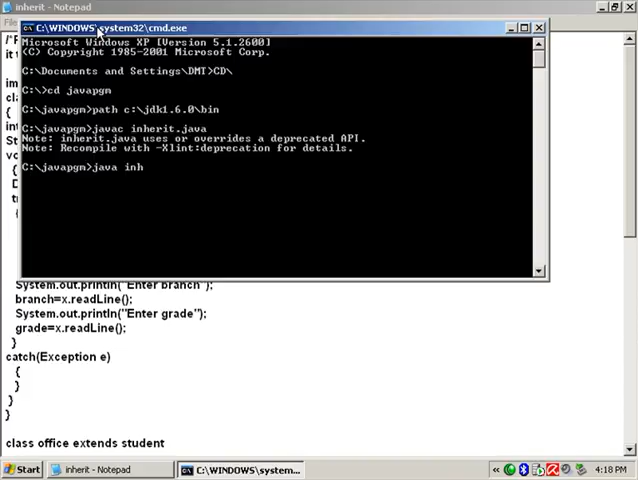 inherit - Notepad
C:\WINDOWS\system32\cmd.exe
Microsoft Windows XP [Version 5.1.2600]
(C) Copyright 1985-2001 Microsoft Corp.
C:\Documents and Settings\DMT>CD\
C:\>cd javapgm
C:\javapgm>path c:\jdk1.6.0\bin
C:\javapgm>javac inherit.java
Note: inherit.java uses or overrides a deprecated API.
Note: Recompile with -Xlint:deprecation for details.
C:\javapgm>java inh
System.out.println("Enter branch");
branch=x.readLine();
System.out.println("Enter grade");
grade=x.readLine();
}
catch(Exception e)
{
}
}
}
class office extends student
Start
inherit - Notepad
C:\WINDOWS\system...
4:18 PM